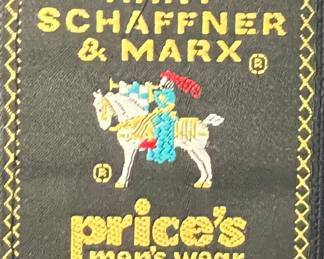 SCHAFFNER
& MARX ®
®
price's
men's wear